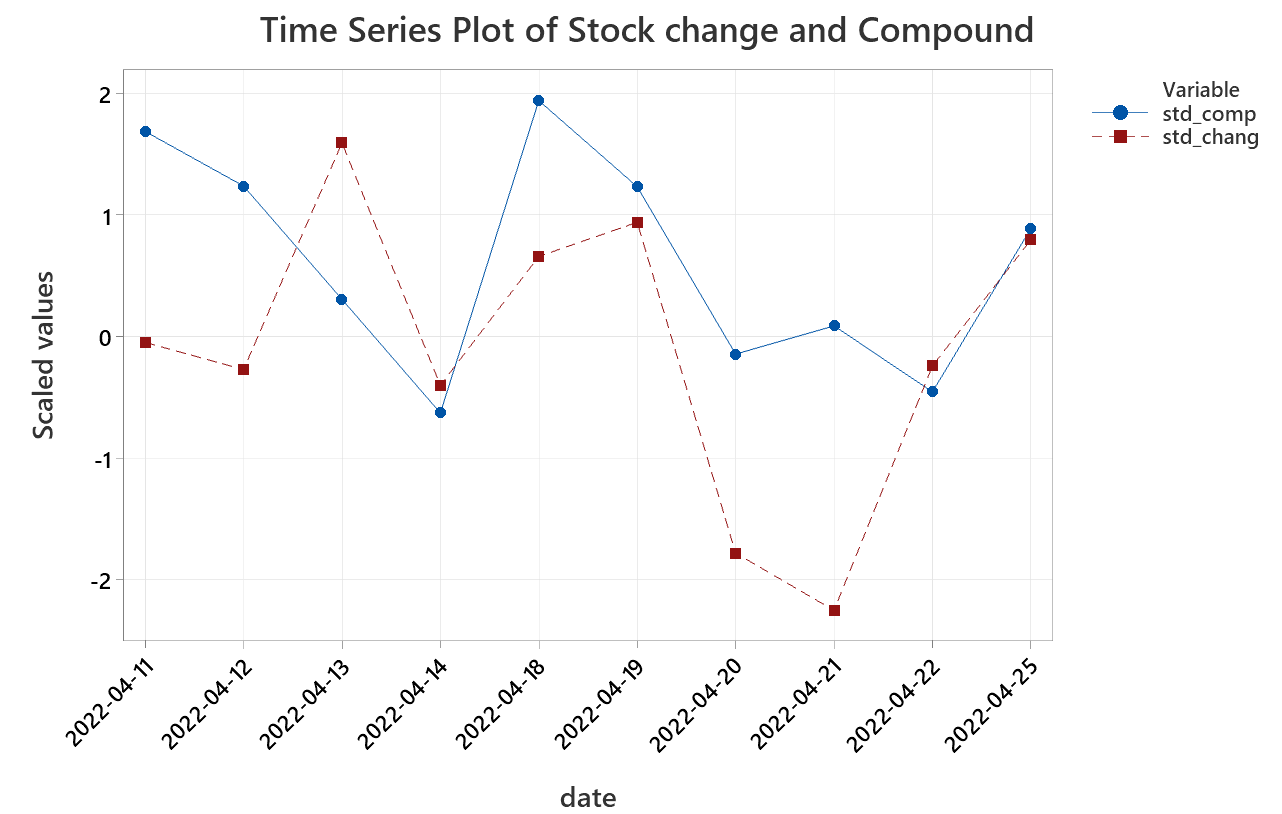 Time Series Plot of Stock change and Compound
Variable
std_comp
std_chang
Scaled values
2
1
0
-1
-2
2022-04-11
2022-04-12
2022-04-13
2022-04-14
2022-04-18
2022-04-19
2022-04-20
2022-04-21
2022-04-22
2022-04-25
date